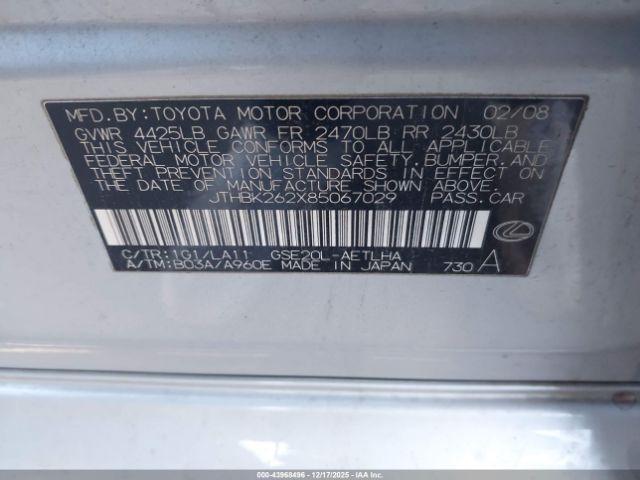 MFD.BY:TOYOTA MOTOR CORPORATION 02/08
GVWR 4425LB GAWR FR 2470LB RR 2430LB
THIS VEHICLE CONFORMS TO ALL APPLICABLE
FEDERAL MOTOR VEHICLE SAFETY,BUMPER,AND
THEFT PREVENTION STANDARDS IN EFFECT ON
THE DATE OF MANUFACTURE SHOWN ABOVE.
JTHBK262X85067029 PASS.CAR
C/TR:1G1/LA11 GSE20L-AETLHA
A/TM:B03A/A960E MADE IN JAPAN 730 A
000-43968496 | 12/17/2025 - IAAI.COM